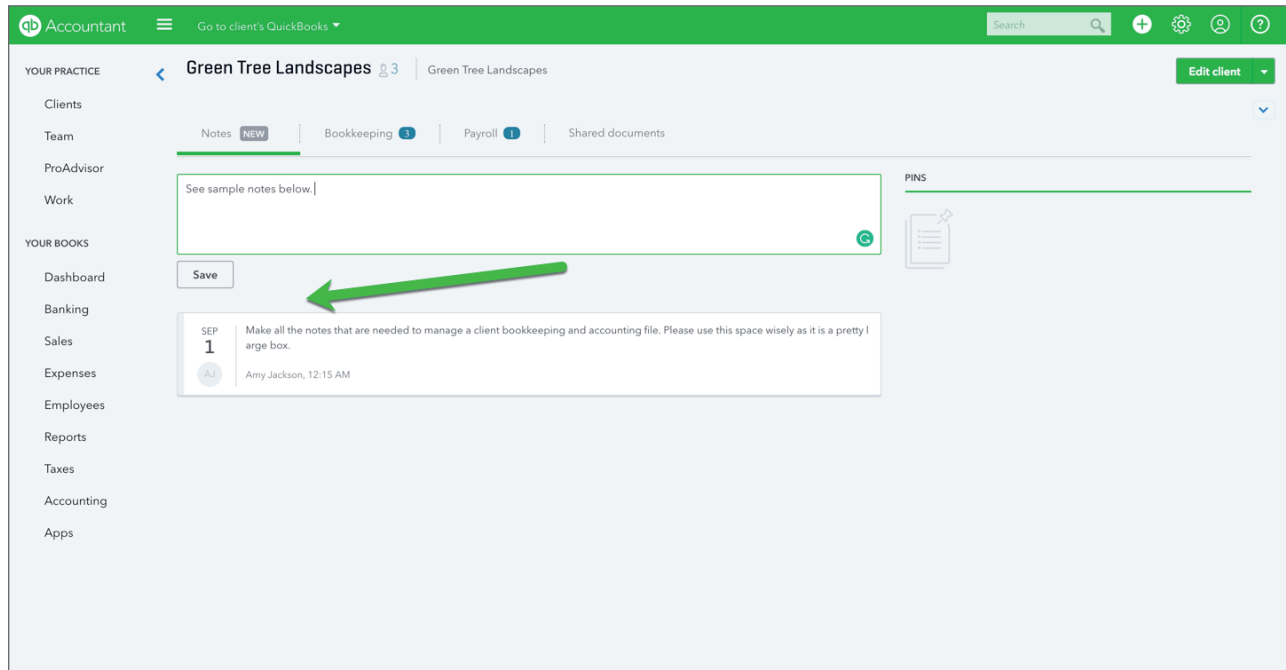 qb Accountant
Go to client's QuickBooks
Search
YOUR PRACTICE
Clients
Team
ProAdvisor
Work
YOUR BOOKS
Dashboard
Banking
Sales
Expenses
Employees
Reports
Taxes
Accounting
Apps
Green Tree Landscapes 3 Green Tree Landscapes
Edit client
Notes NEW Bookkeeping 3 Payroll 1 Shared documents
See sample notes below.
Save
SEP
1
AJ
Make all the notes that are needed to manage a client bookkeeping and accounting file. Please use this space wisely as it is a pretty l
arge box.
Amy Jackson, 12:15 AM
PINS